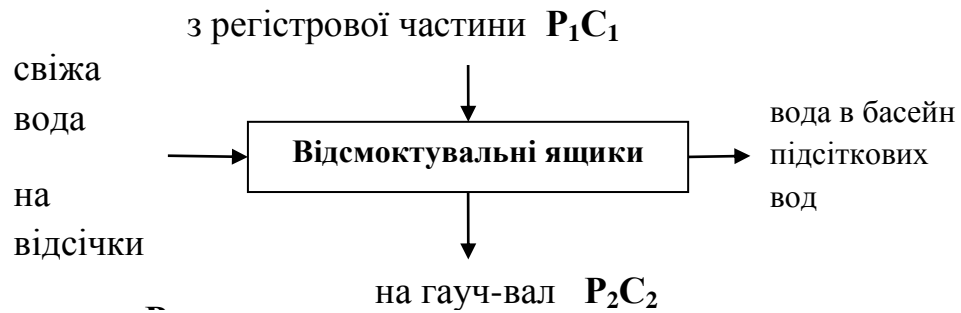 з регістрової частини P₁C₁
свіжа
вода
на
відсічки
Відсмоктувальні ящики
вода в басейн
підсіткових
вод
на гауч-вал P₂C₂